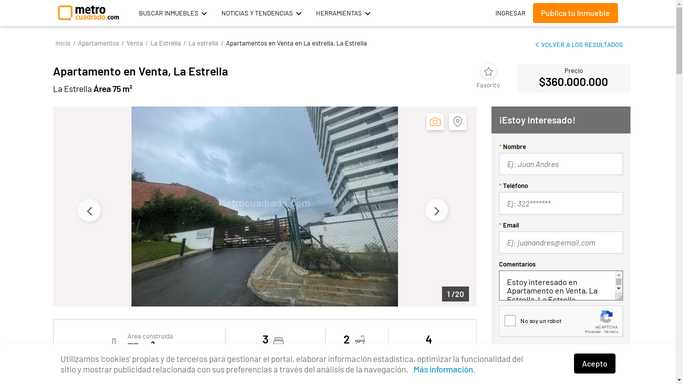 metro
cuadrado.com
BUSCAR INMUEBLES
NOTICIAS Y TENDENCIAS
HERRAMIENTAS
INGRESAR
Publica tu Inmueble
Inicio / Apartamentos / Venta / La Estrella / La estrella / Apartamentos en Venta en La estrella, La Estrella
VOLVER A LOS RESULTADOS
Apartamento en Venta, La Estrella
La Estrella Área 75 m²
Favorito
Precio
$360.000.000
metrocuadrado.com
1 / 20
¡Estoy Interesado!
* Nombre
Ej: Juan Andres
* Teléfono
Ej: 322*******
* Email
Ej: juanandres@email.com
Comentarios
Estoy interesado en
Apartamento en Venta, La
Estrella, La Estrella
No soy un robot
reCAPTCHA
Privacidad - Términos
Área construida
3
2
4
Utilizamos 'cookies' propias y de terceros para gestionar el portal, elaborar información estadística, optimizar la funcionalidad del
sitio y mostrar publicidad relacionada con sus preferencias a través del análisis de la navegación. Más información.
Acepto